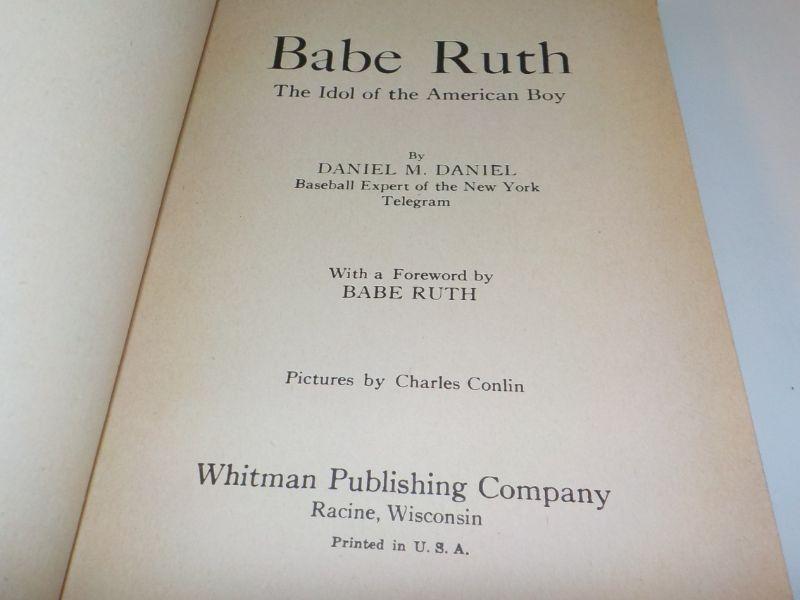 Babe Ruth
The Idol of the American Boy
By
DANIEL M. DANIEL
Baseball Expert of the New York
Telegram
With a Foreword by
BABE RUTH
Pictures by Charles Conlin
Whitman Publishing Company
Racine, Wisconsin
Printed in U. S. A.